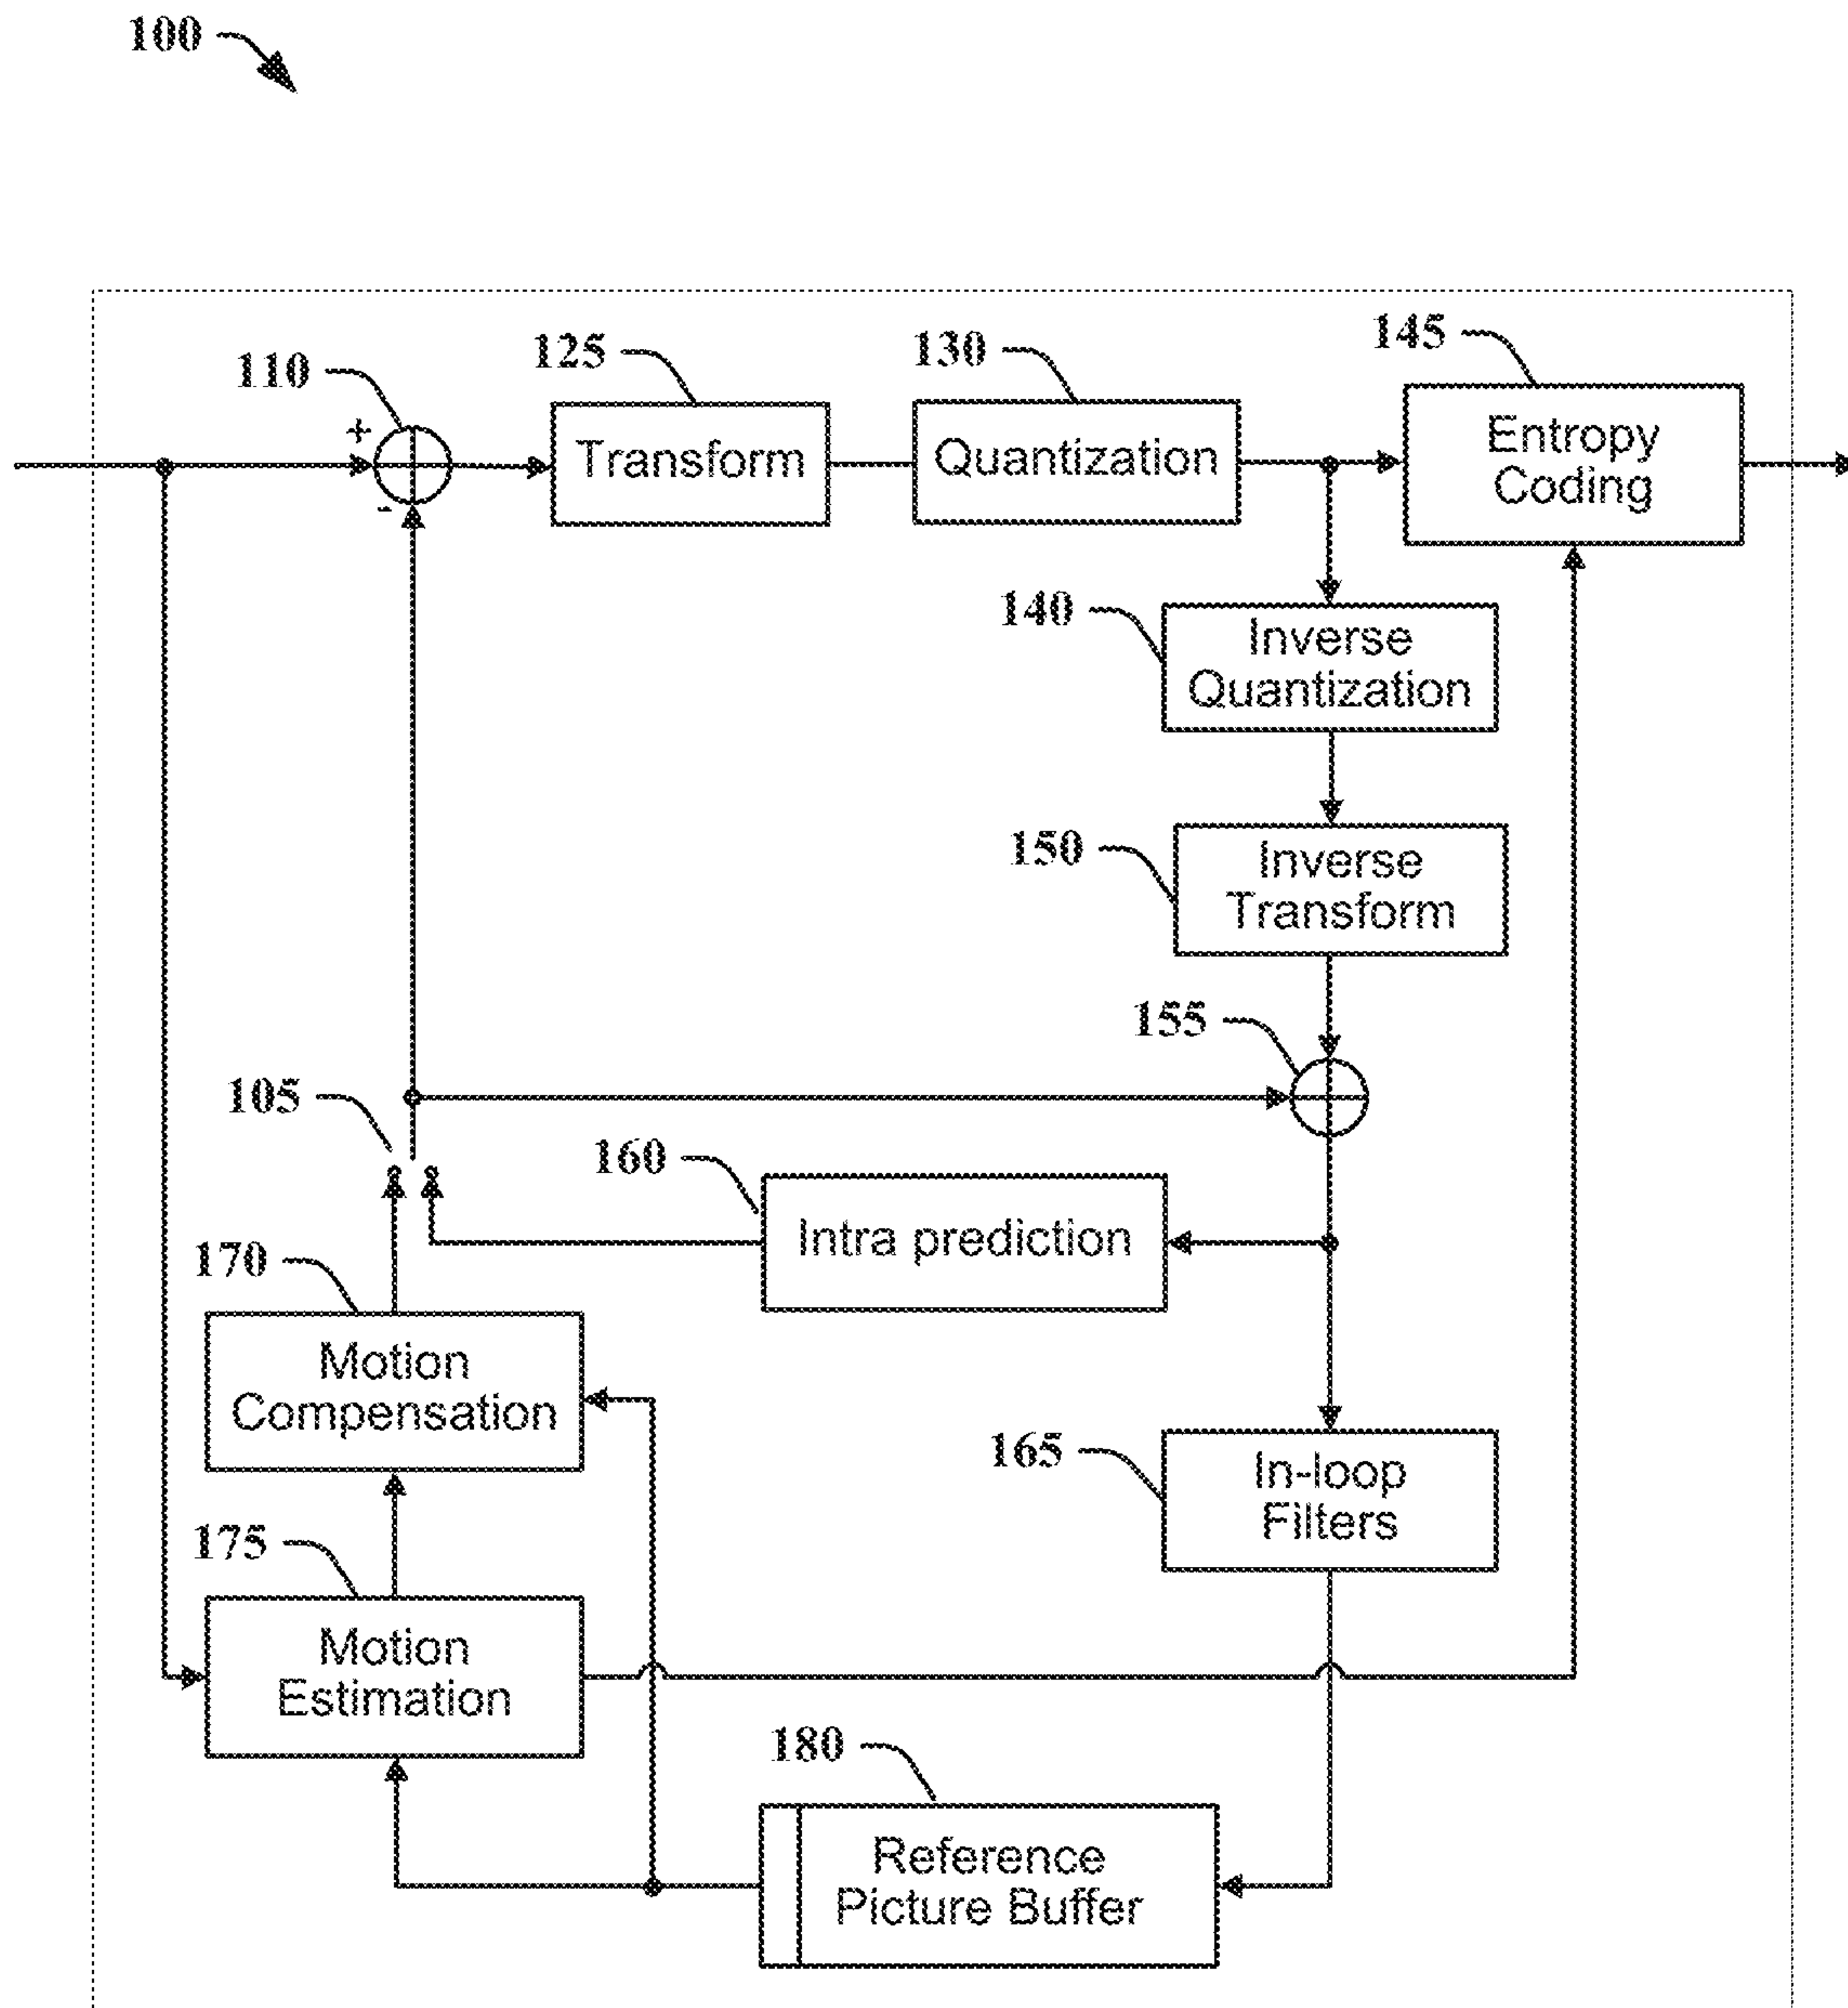 100
110
125
130
145
+
-
Transform
Quantization
Entropy
Coding
140
Inverse
Quantization
150
Inverse
Transform
155
105
160
Intra prediction
170
Motion
Compensation
165
In-loop
Filters
175
Motion
Estimation
180
Reference
Picture Buffer